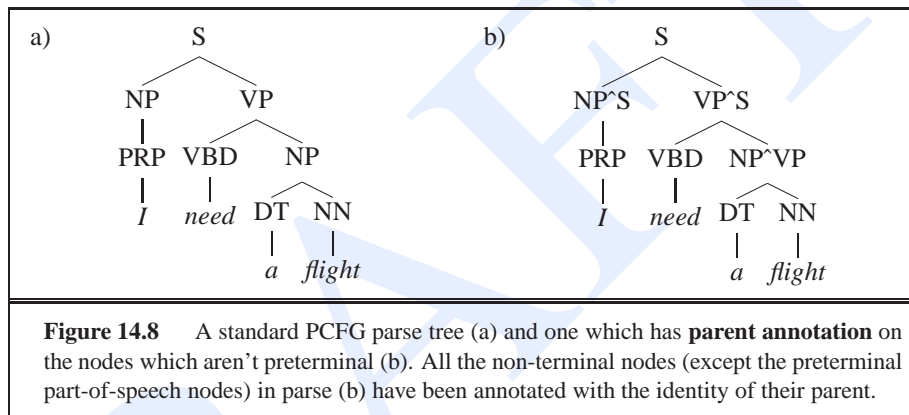 a) S b) S
NP VP NP^S VP^S
PRP VBD NP PRP VBD NP^VP
I need DT NN I need DT NN
a flight a flight
Figure 14.8 A standard PCFG parse tree (a) and one which has parent annotation on
the nodes which aren't preterminal (b). All the non-terminal nodes (except the preterminal
part-of-speech nodes) in parse (b) have been annotated with the identity of their parent.